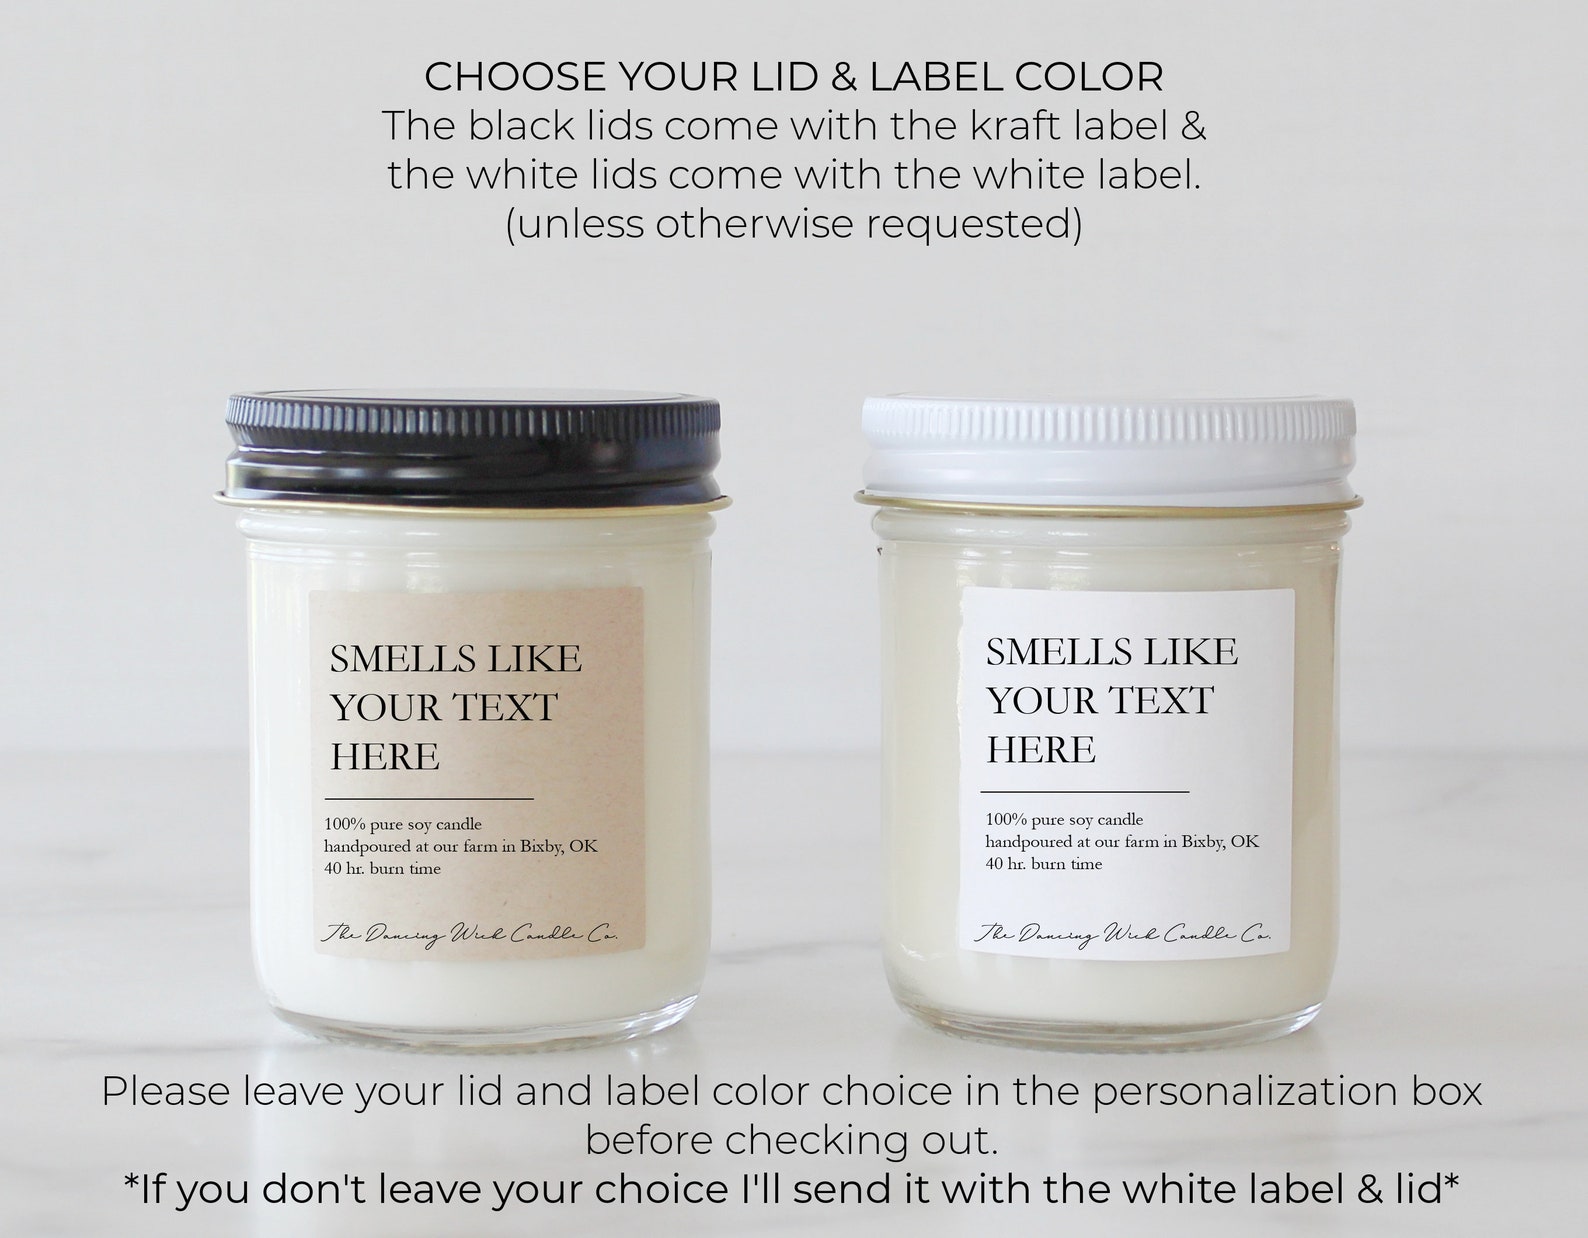 CHOOSE YOUR LID & LABEL COLOR
The black lids come with the kraft label &
the white lids come with the white label.
(unless otherwise requested)
SMELLS LIKE
YOUR TEXT
HERE
100% pure soy candle
handpoured at our farm in Bixby, OK
40 hr. burn time
The Dancing Wick Candle Co.
SMELLS LIKE
YOUR TEXT
HERE
100% pure soy candle
handpoured at our farm in Bixby, OK
40 hr. burn time
The Dancing Wick Candle Co.
Please leave your lid and label color choice in the personalization box
before checking out.
*If you don't leave your choice I'll send it with the white label & lid*